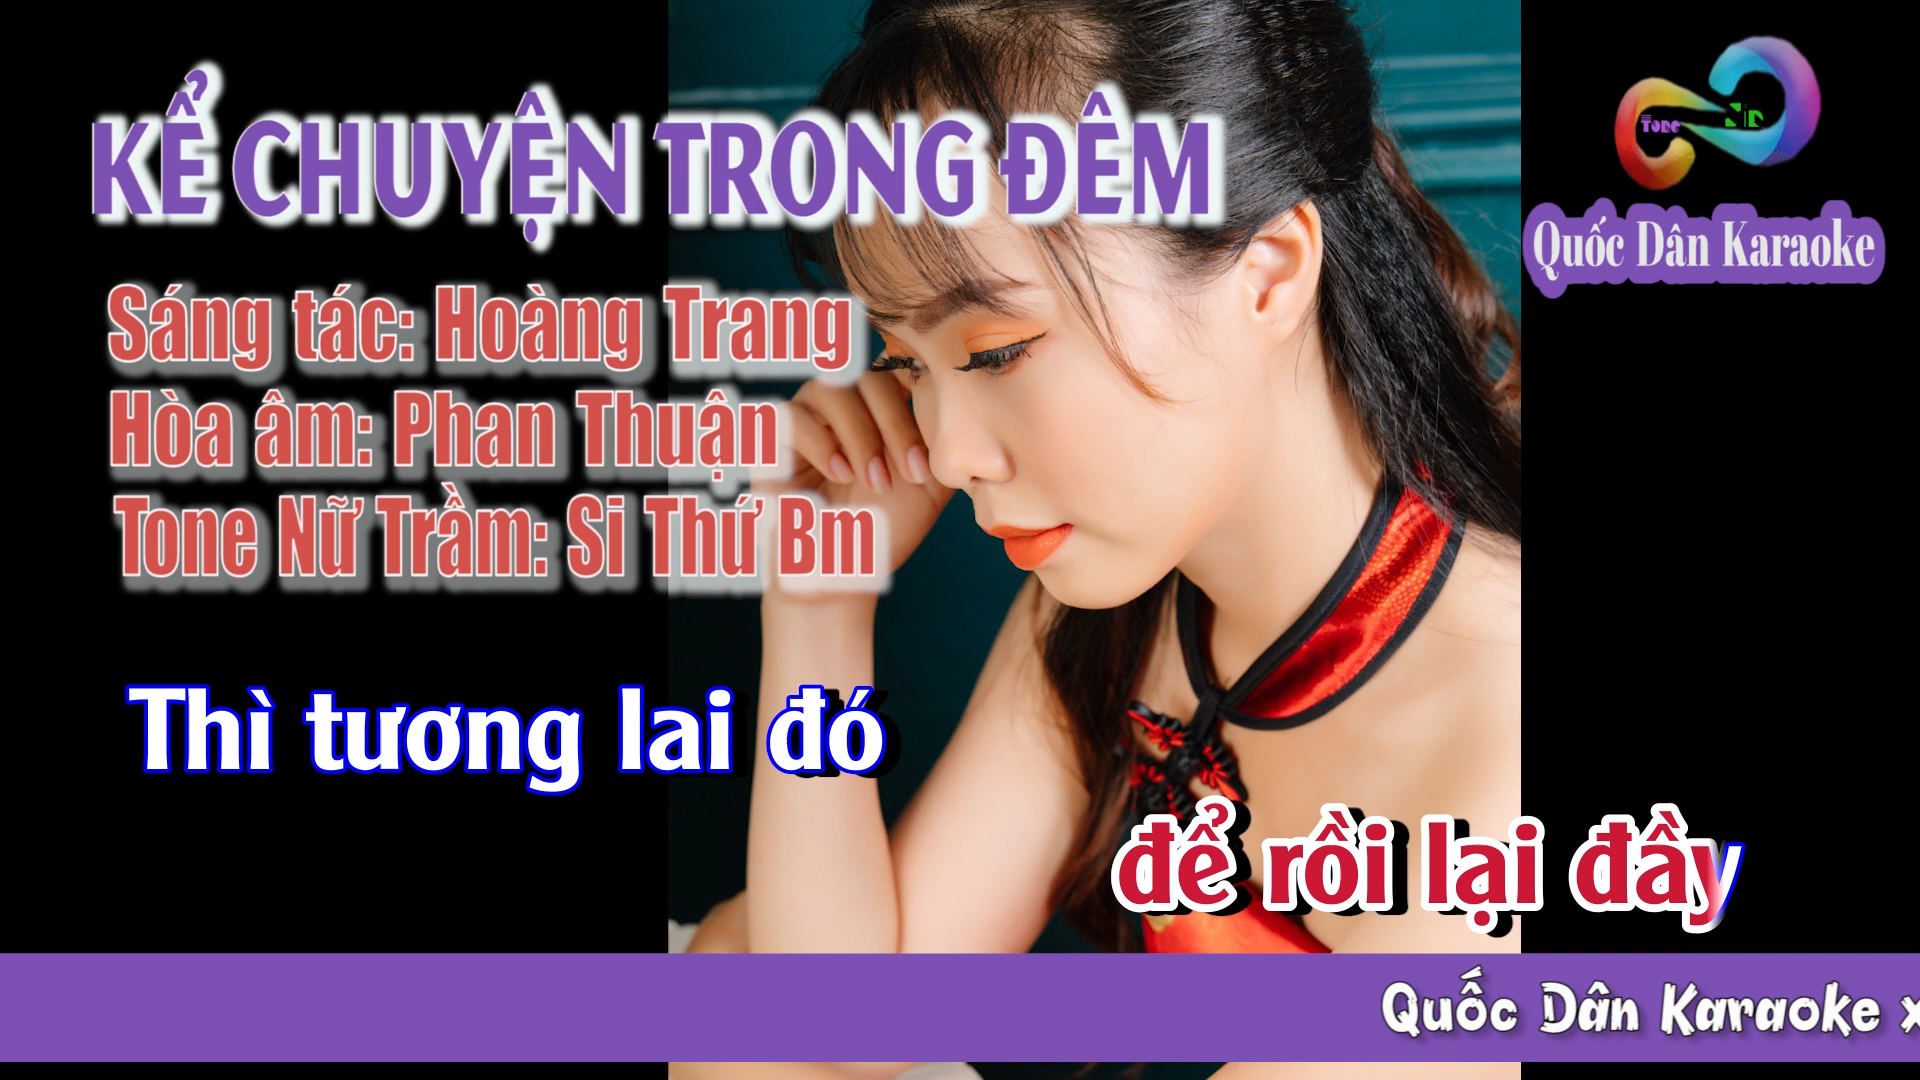 KỂ CHUYỆN TRONG ĐÊM
Sáng tác: Hoàng Trang
Hòa âm: Phan Thuận
Tone Nữ Trầm: Si Thứ Bm
Tone
Quốc Dân Karaoke
Thì tương lai đó
để rồi lại đầy
Quốc Dân Karaoke x